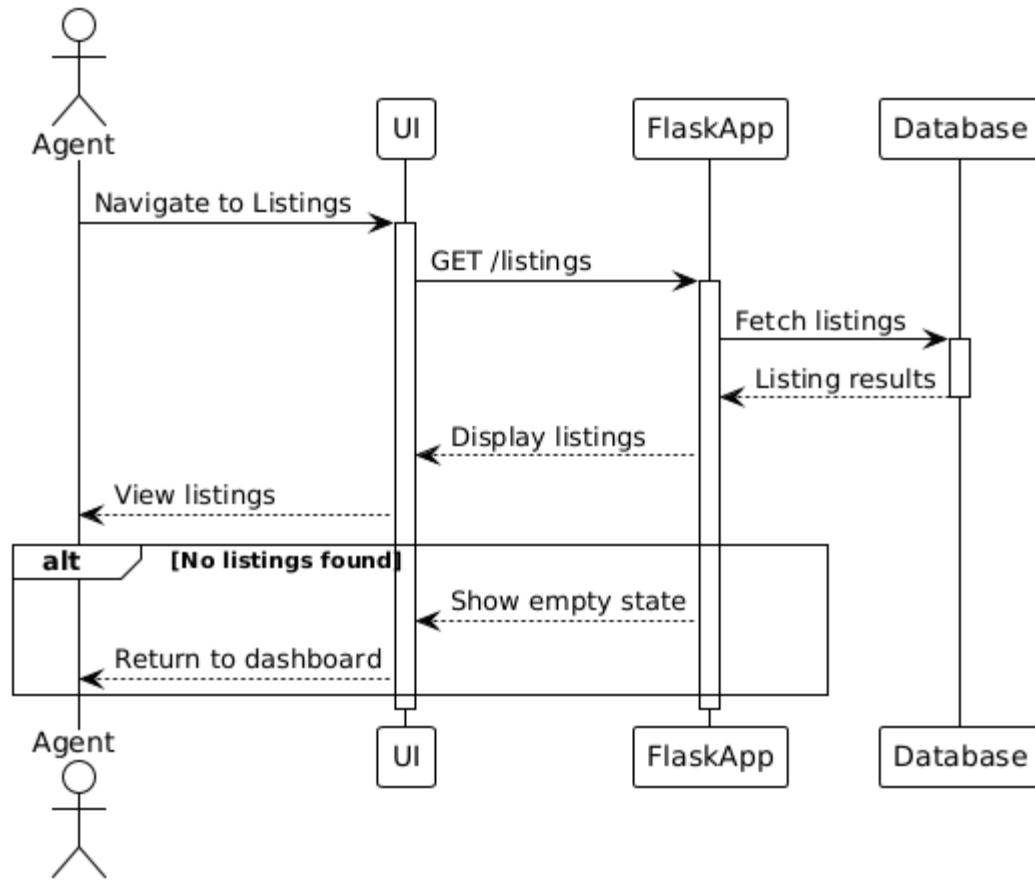 Agent
UI
FlaskApp
Database
Navigate to Listings
GET /listings
Fetch listings
Listing results
Display listings
View listings
alt
[No listings found]
Show empty state
Return to dashboard
Agent
UI
FlaskApp
Database